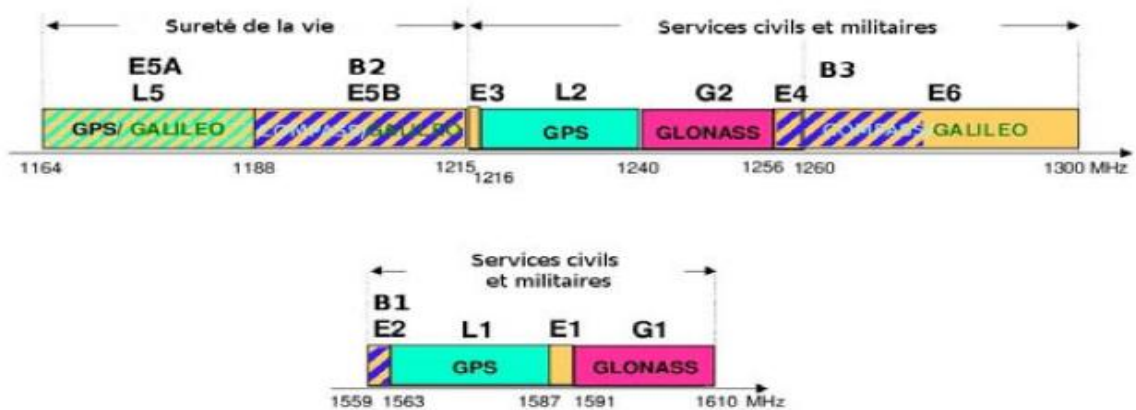 Sureté de la vie Services civils et militaires
E5A B2 B3
L5 E5B E3 L2 G2 E4 E6
GPS/ GALILEO COMPASS/GALILEO GPS GLONASS COMPASS/ GALILEO
1164 1188 1215 1216 1240 1256 1260 1300 MHz
Services civils
et militaires
B1
E2 L1 E1 G1
GPS GLONASS
1559 1563 1587 1591 1610 MHz